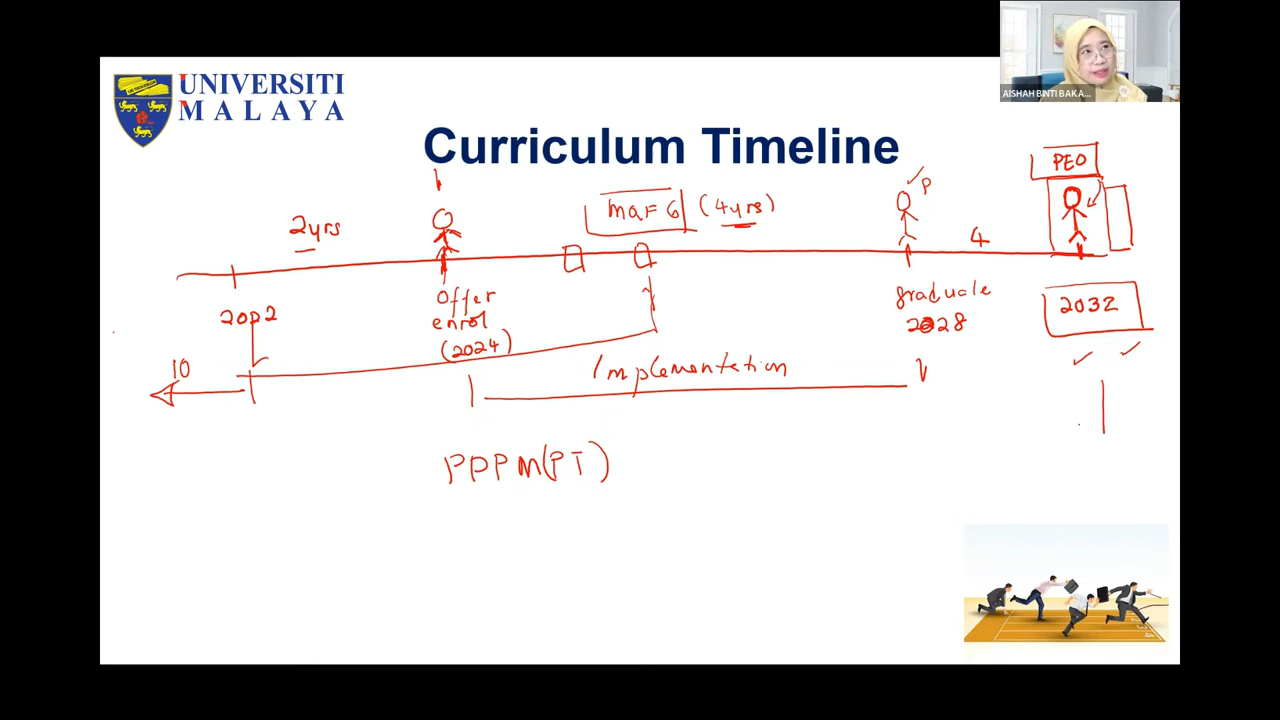 UNIVERSITI
MALAYA
AISHAH BINTI BAKA...
Curriculum Timeline
PEO
2yrs
MQF 6 (4yrs)
P
4
2022
Offer
enrol
(2024)
graduate
2028
2032
10
Implementation
PDPM(PT)